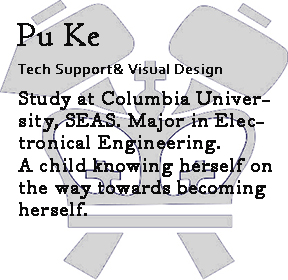 Pu Ke
Tech Support& Visual Design
Study at Columbia Univer-
sity, SEAS. Major in Elec-
tronical Engineering.
A child knowing herself on
the way towards becoming
herself.